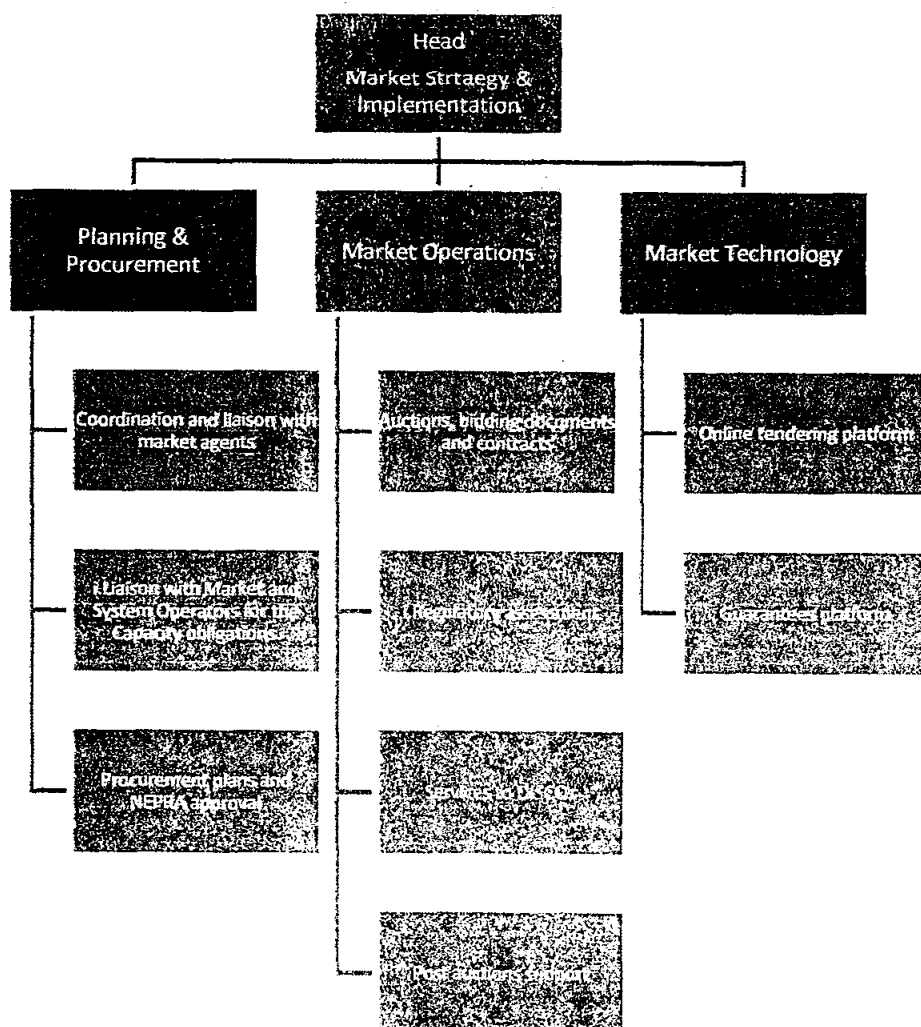 Head
Market Strtaegy &
Implementation
Planning &
Procurement
Market Operations
Market Technology
Coordination and liaison with
market agents
Auctions, bidding documents
and contracts
Online tendering platform
Liaison with Market and
System Operators for the
Capacity obligations
Regulatory assessment
Guarantees platform
Procurement plans and
NEPRA approval
to
Post auctions support